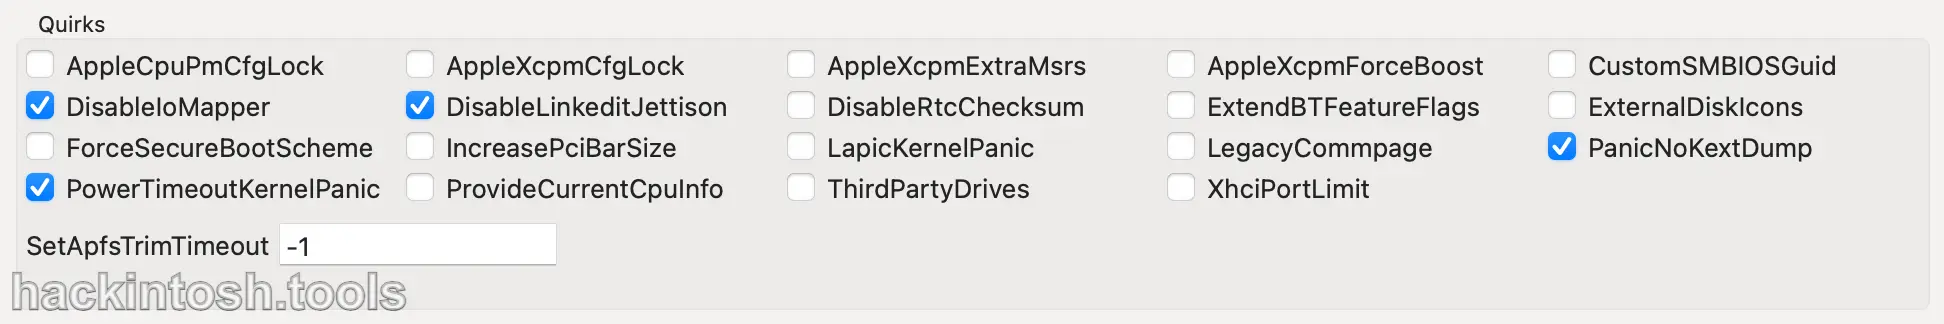 Quirks
AppleCpuPmCfgLock AppleXcpmCfgLock AppleXcpmExtraMsrs AppleXcpmForceBoost CustomSMBIOSGuid
DisableIoMapper DisableLinkeditJettison DisableRtcChecksum ExtendBTFeatureFlags ExternalDiskIcons
ForceSecureBootScheme IncreasePciBarSize LapicKernelPanic LegacyCommpage PanicNoKextDump
PowerTimeoutKernelPanic ProvideCurrentCpuInfo ThirdPartyDrives XhciPortLimit
SetApfsTrimTimeout -1
hackintosh.tools